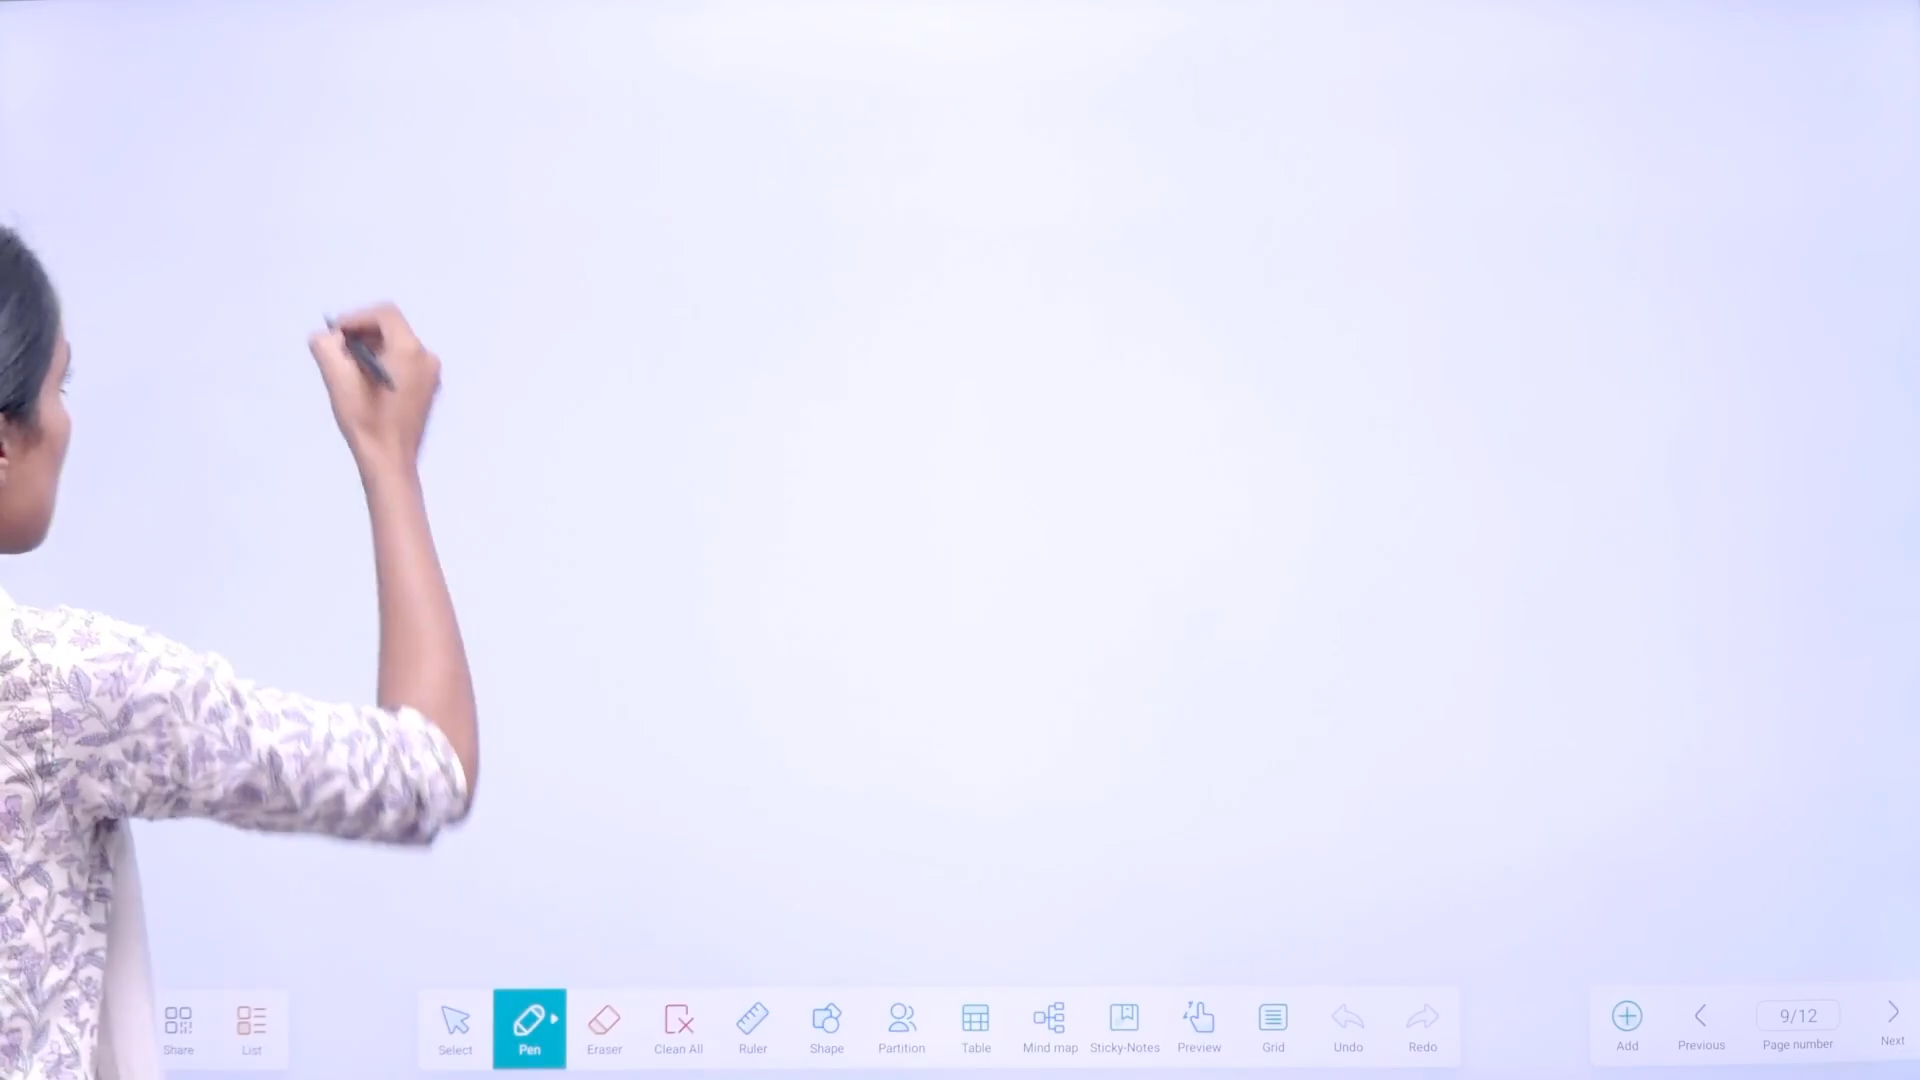 Share
List
Select
Pen
Eraser
Clean All
Ruler
Shape
Partition
Table
Mind map
Sticky-Notes
Preview
Grid
Undo
Redo
Add
Previous
9/12
Page number
Next